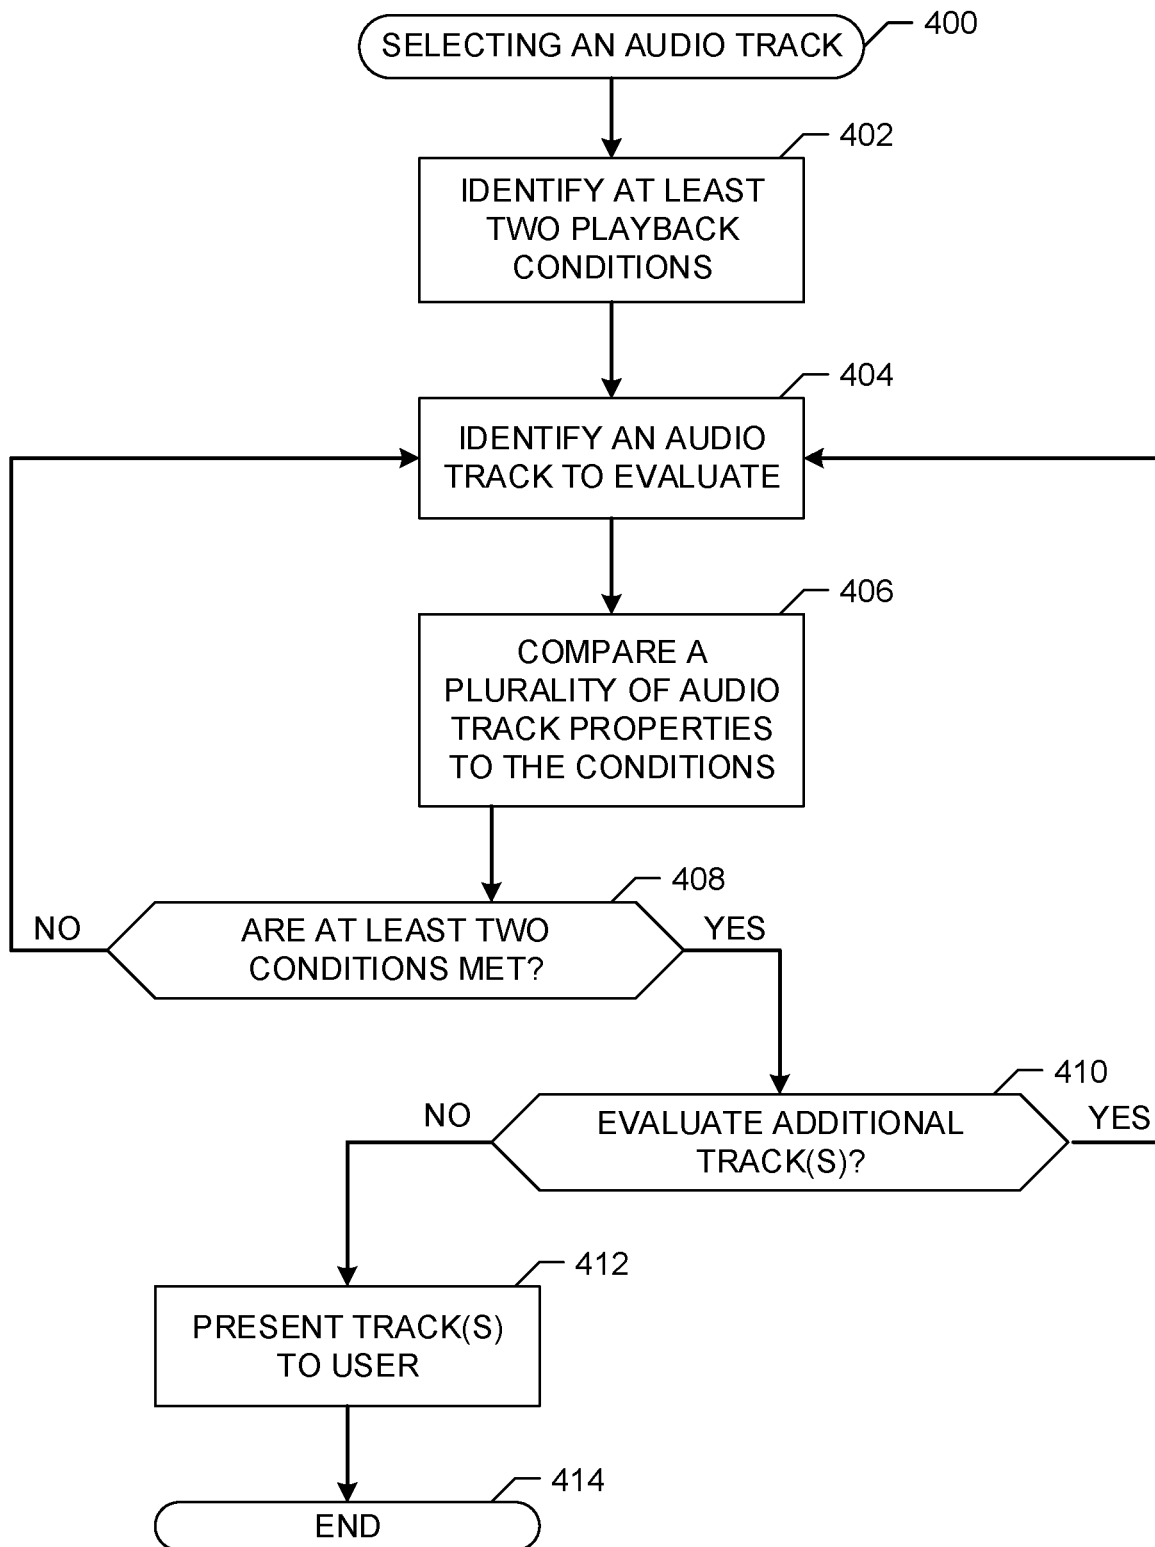 SELECTING AN AUDIO TRACK
400
402
IDENTIFY AT LEAST
TWO PLAYBACK
CONDITIONS
404
IDENTIFY AN AUDIO
TRACK TO EVALUATE
406
COMPARE A
PLURALITY OF AUDIO
TRACK PROPERTIES
TO THE CONDITIONS
408
NO
ARE AT LEAST TWO
CONDITIONS MET?
YES
410
NO
EVALUATE ADDITIONAL
TRACK(S)?
YES
412
PRESENT TRACK(S)
TO USER
414
END